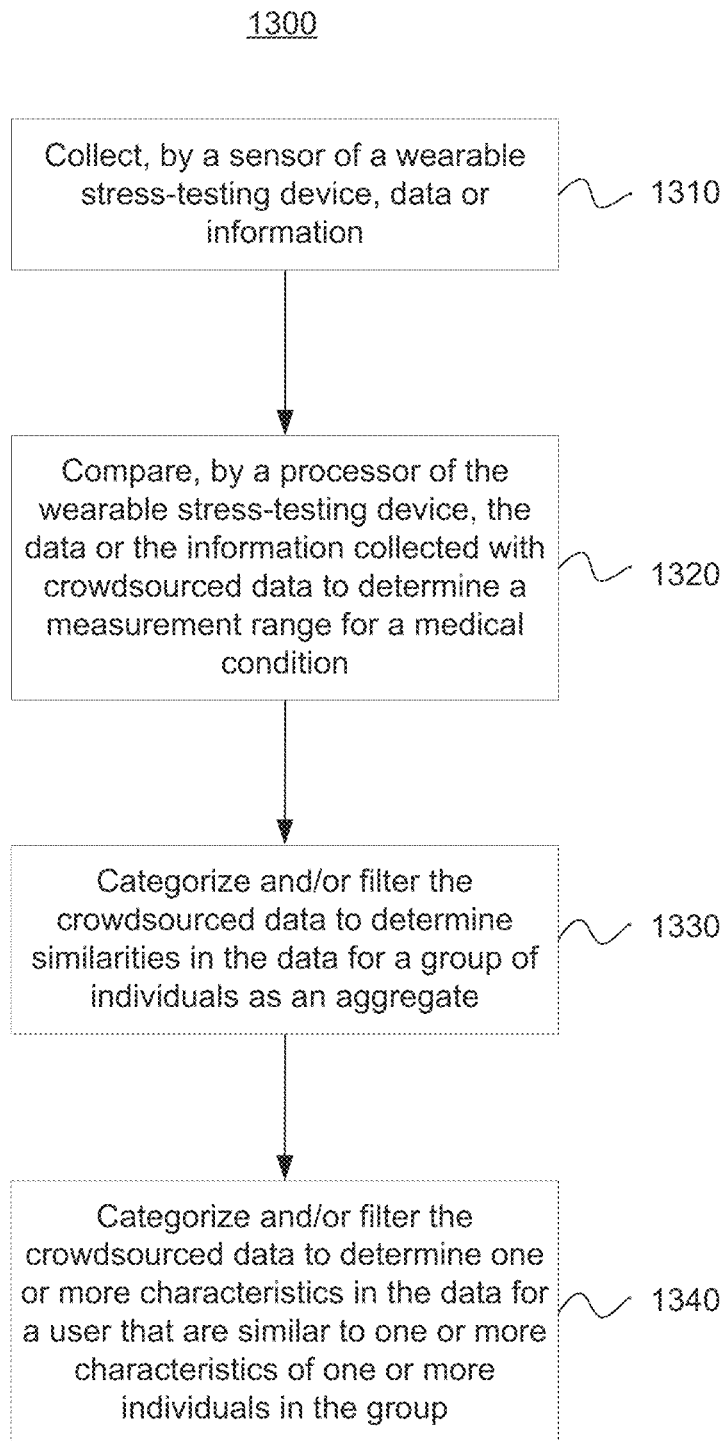 1300
Collect, by a sensor of a wearable
stress-testing device, data or
information
1310
Compare, by a processor of the
wearable stress-testing device, the
data or the information collected with
crowdsourced data to determine a
measurement range for a medical
condition
1320
Categorize and/or filter the
crowdsourced data to determine
similarities in the data for a group of
individuals as an aggregate
1330
Categorize and/or filter the
crowdsourced data to determine one
or more characteristics in the data for
a user that are similar to one or more
characteristics of one or more
individuals in the group
1340